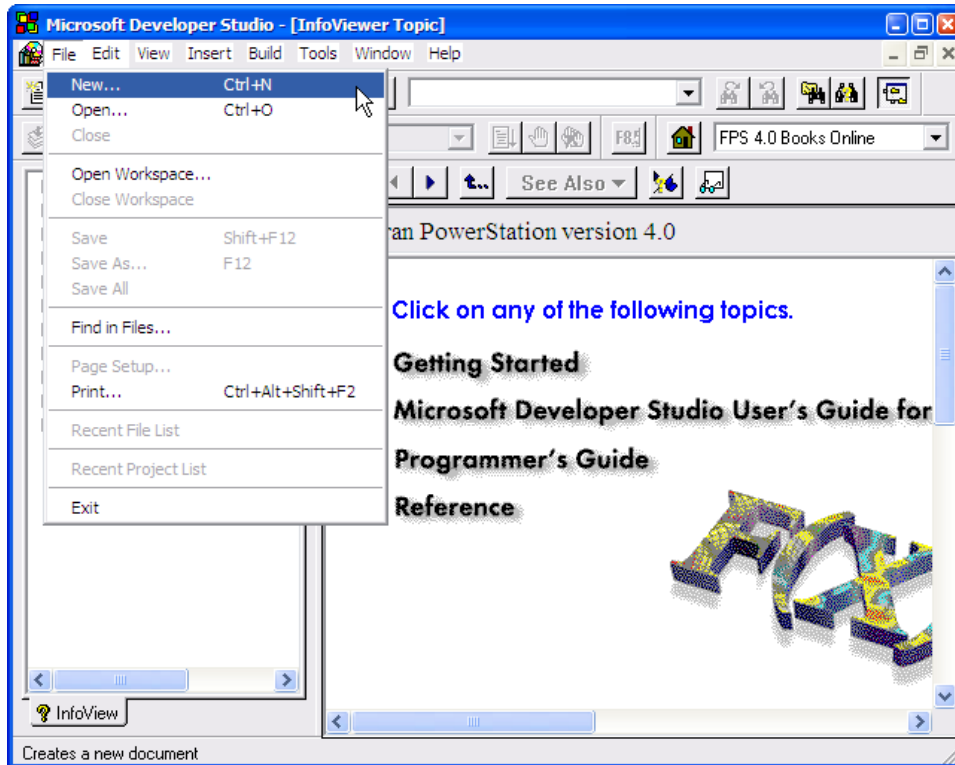 Microsoft Developer Studio - [InfoViewer Topic]
File Edit View Insert Build Tools Window Help
New... Ctrl+N
Open... Ctrl+O
Close
Open Workspace...
Close Workspace
Save Shift+F12
Save As... F12
Save All
Find in Files...
Page Setup...
Print... Ctrl+Alt+Shift+F2
Recent File List
Recent Project List
Exit
FPS 4.0 Books Online
See Also
ran PowerStation version 4.0
Click on any of the following topics.
Getting Started
Microsoft Developer Studio User's Guide for
Programmer's Guide
Reference
InfoView
Creates a new document